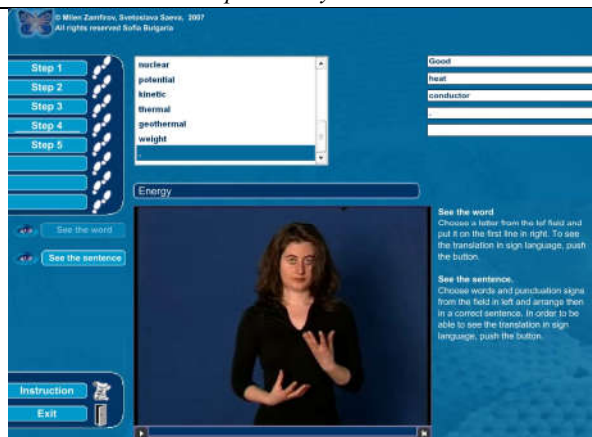 © Milen Zamfirov, Svetoslava Saeva, 2007
All rights reserved Sofia Bulgaria
Step 1
Step 2
Step 3
Step 4
Step 5
See the word
See the sentence
Instruction
Exit
nuclear
potential
kinetic
thermal
geothermal
weight
.
Energy
Good
heat
conductor
.
See the word
Choose a letter from the lef field and
put it on the first line in right. To see
the translation in sign language, push
the button.
See the sentence.
Choose words and punctuation signs
from the field in left and arrange then
in a correct sentence. In order to be
able to see the translation in sign
language, push the button.